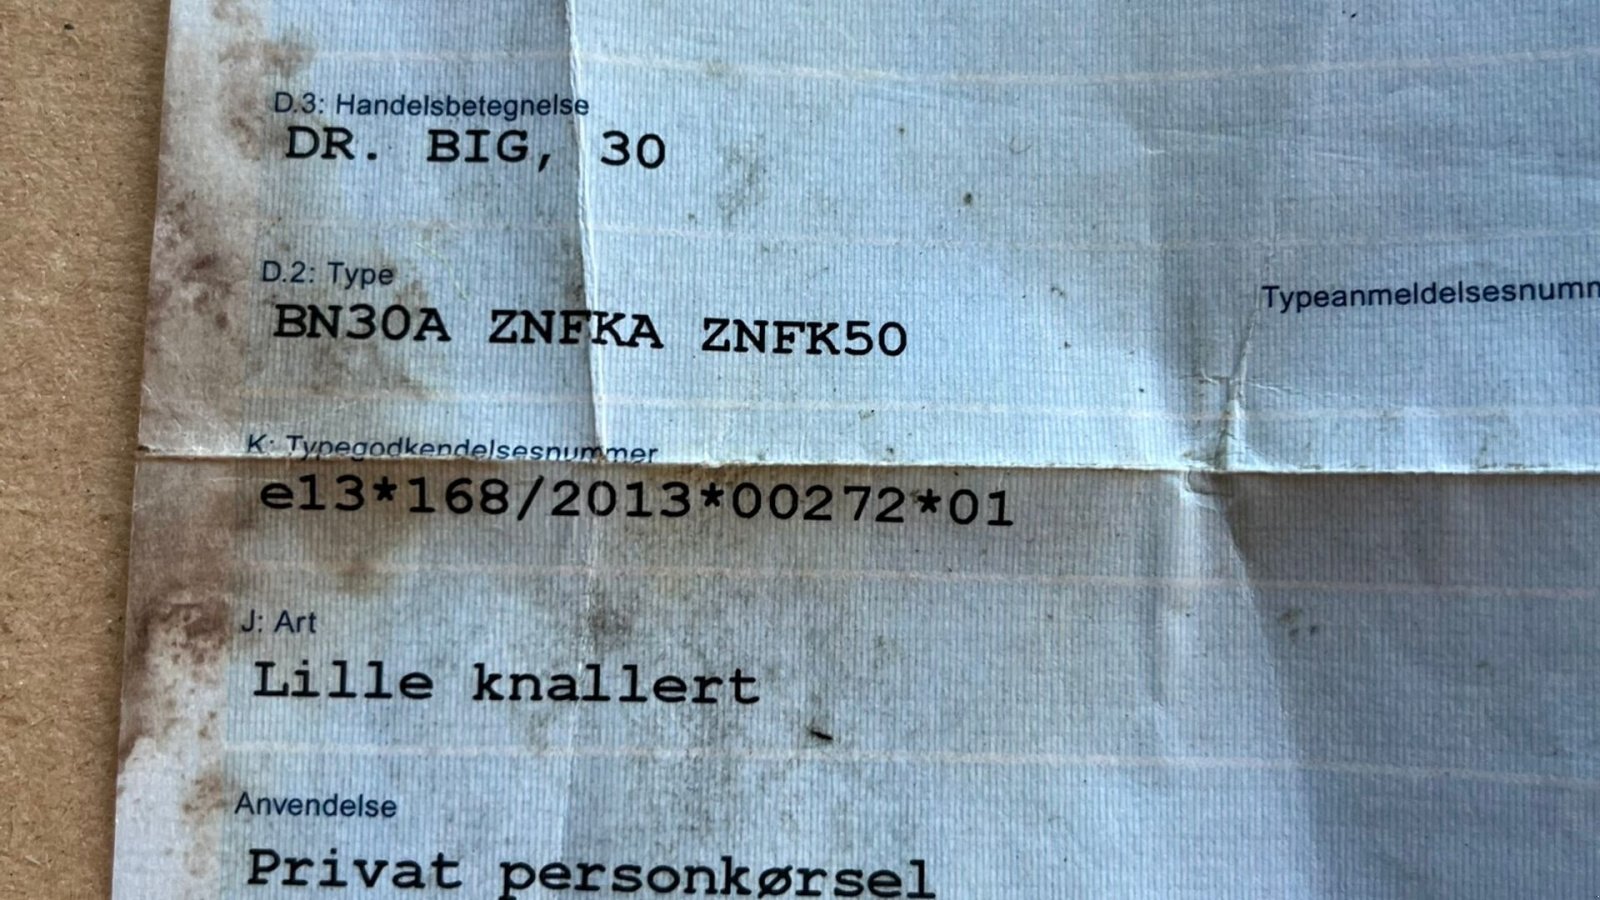 D.3: Handelsbetegnelse
DR. BIG, 30
D.2: Type
BN30A ZNFKA ZNFK50
K: Typegodkendelsesnummer
e13*168/2013*00272*01
J: Art
Lille knallert
Anvendelse
Privat personkørsel